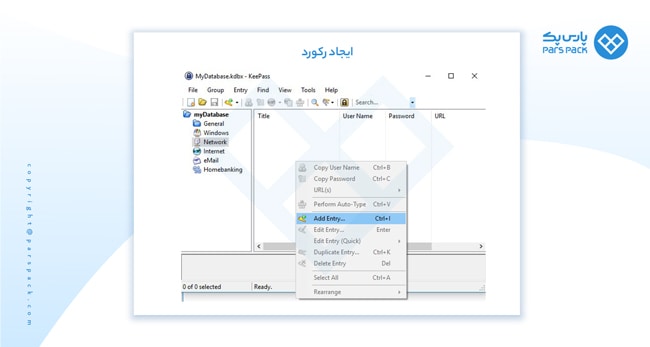 پارس‌پک
PARS PACK
ایجاد رکورد
MyDatabase.kdbx - KeePass
File Group Entry Find View Tools Help
Search...
myDatabase
General
Windows
Network
Internet
eMail
Homebanking
Title User Name Password URL
Copy User Name Ctrl+B
Copy Password Ctrl+C
URL(s)
Perform Auto-Type Ctrl+V
Add Entry... Ctrl+I
Edit Entry... Enter
Edit Entry (Quick)
Duplicate Entry... Ctrl+K
Delete Entry Del
Select All Ctrl+A
Rearrange
0 of 0 selected Ready.
copyright@parspack.com